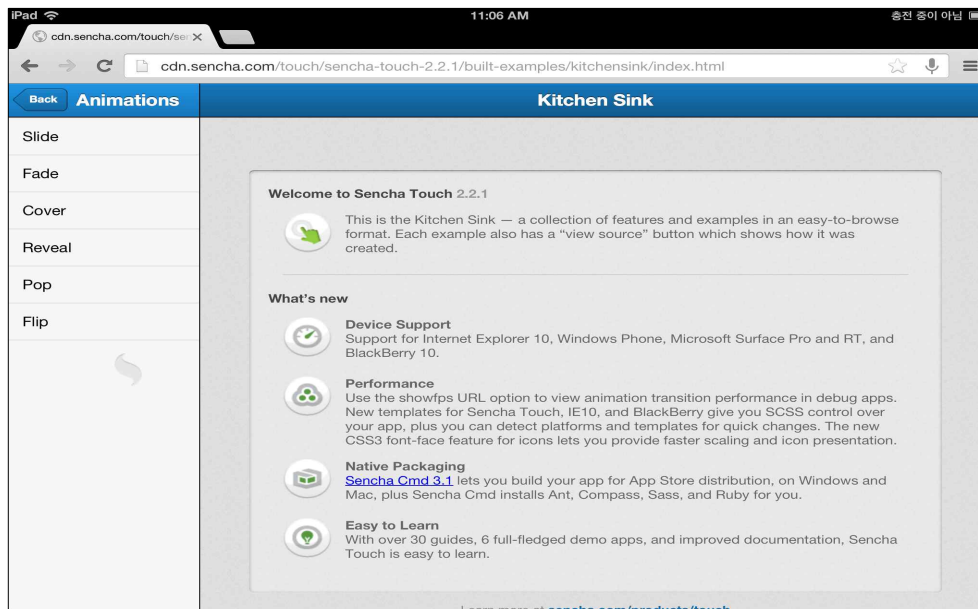 iPad
11:06 AM
충전 중이 아님
cdn.sencha.com/touch/sen
cdn.sencha.com/touch/sencha-touch-2.2.1/built-examples/kitchensink/index.html
Back
Animations
Kitchen Sink
Slide
Fade
Cover
Reveal
Pop
Flip
Welcome to Sencha Touch 2.2.1
This is the Kitchen Sink — a collection of features and examples in an easy-to-browse
format. Each example also has a “view source” button which shows how it was
created.
What's new
Device Support
Support for Internet Explorer 10, Windows Phone, Microsoft Surface Pro and RT, and
BlackBerry 10.
Performance
Use the showfps URL option to view animation transition performance in debug apps.
New templates for Sencha Touch, IE10, and BlackBerry give you SCSS control over
your app, plus you can detect platforms and templates for quick changes. The new
CSS3 font-face feature for icons lets you provide faster scaling and icon presentation.
Native Packaging
Sencha Cmd 3.1 lets you build your app for App Store distribution, on Windows and
Mac, plus Sencha Cmd installs Ant, Compass, Sass, and Ruby for you.
Easy to Learn
With over 30 guides, 6 full-fledged demo apps, and improved documentation, Sencha
Touch is easy to learn.
Learn more at sencha.com/products/touch